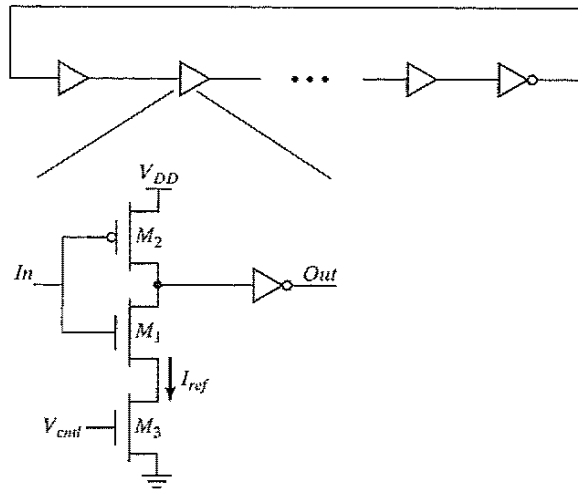 V_DD
M_2
In
Out
M_1
I_ref
V_cntl
M_3